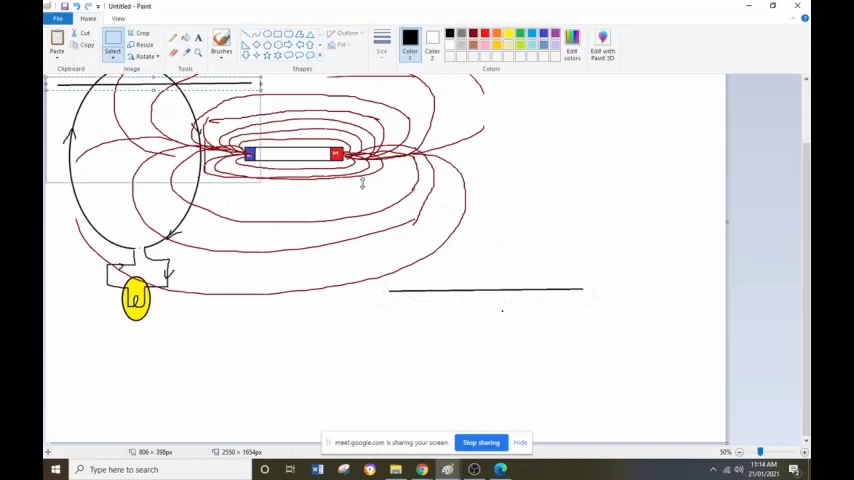 Untitled - Paint
File Home View
Cut
Copy
Paste
Clipboard
Select
Crop
Resize
Rotate
Image
Tools
Brushes
Outline
Fill
Shapes
Size
Color 1
Color 2
Edit colors
Colors
Edit with Paint 3D
S
meet.google.com is sharing your screen.
Stop sharing
Hide
806 × 398px
2550 × 1654px
50%
Type here to search
11:14 AM
21/01/2021